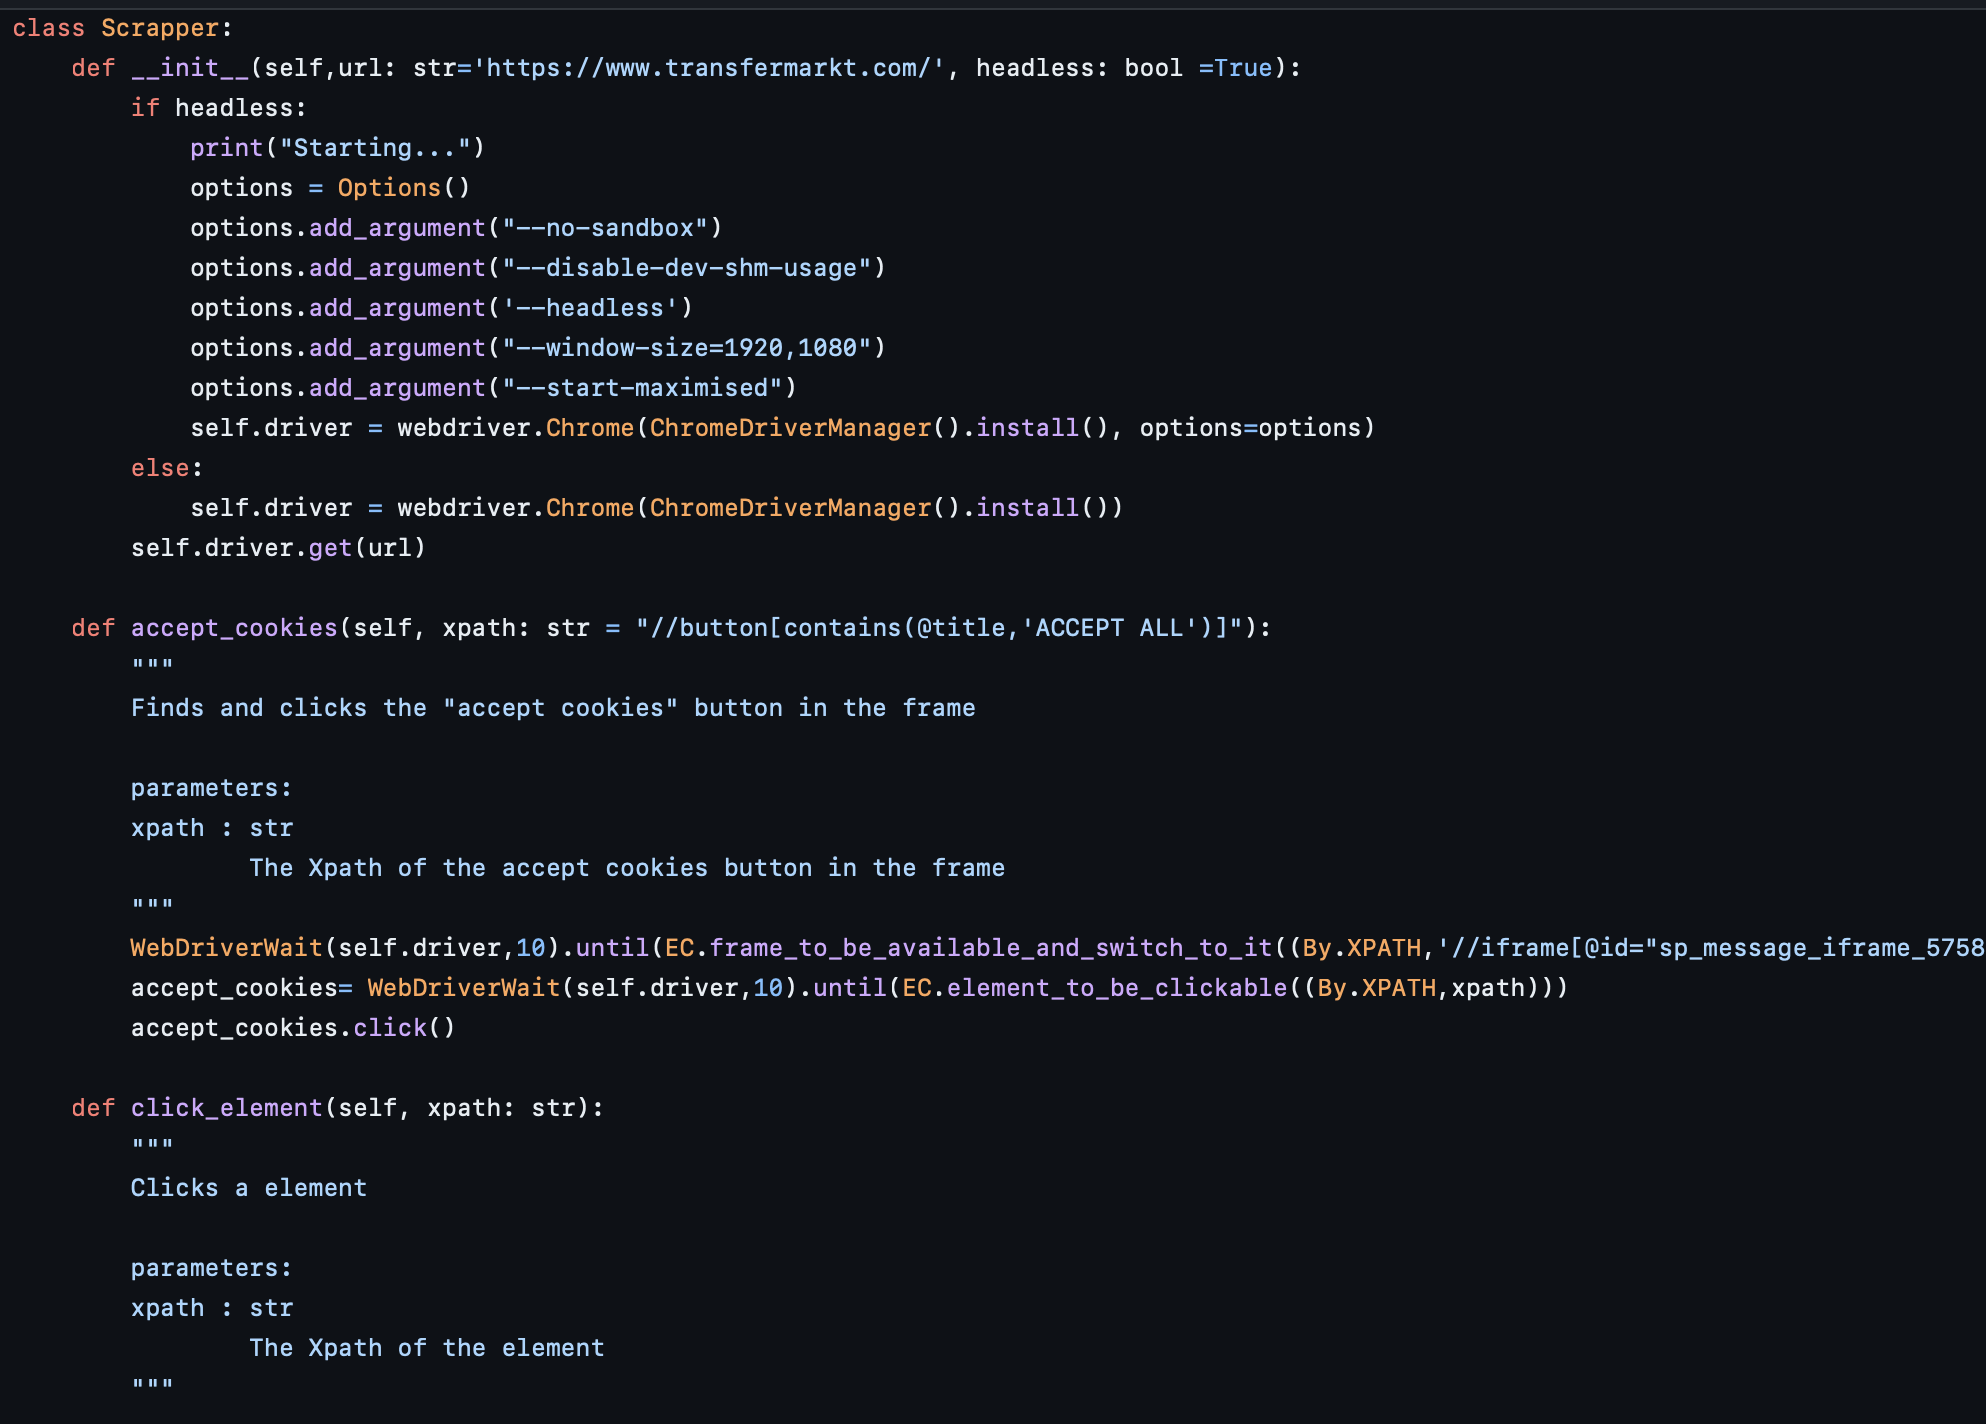 class Scrapper:
    def __init__(self,url: str='https://www.transfermarkt.com/', headless: bool =True):
        if headless:
            print("Starting...")
            options = Options()
            options.add_argument("--no-sandbox")
            options.add_argument("--disable-dev-shm-usage")
            options.add_argument('--headless')
            options.add_argument("--window-size=1920,1080")
            options.add_argument("--start-maximised")
            self.driver = webdriver.Chrome(ChromeDriverManager().install(), options=options)
        else:
            self.driver = webdriver.Chrome(ChromeDriverManager().install())
        self.driver.get(url)

    def accept_cookies(self, xpath: str = "//button[contains(@title,'ACCEPT ALL')]"):
        """
        Finds and clicks the "accept cookies" button in the frame

        parameters:
        xpath : str
                The Xpath of the accept cookies button in the frame
        """
        WebDriverWait(self.driver,10).until(EC.frame_to_be_available_and_switch_to_it((By.XPATH,'//iframe[@id="sp_message_iframe_5758
        accept_cookies= WebDriverWait(self.driver,10).until(EC.element_to_be_clickable((By.XPATH,xpath)))
        accept_cookies.click()

    def click_element(self, xpath: str):
        """
        Clicks a element

        parameters:
        xpath : str
                The Xpath of the element
        """